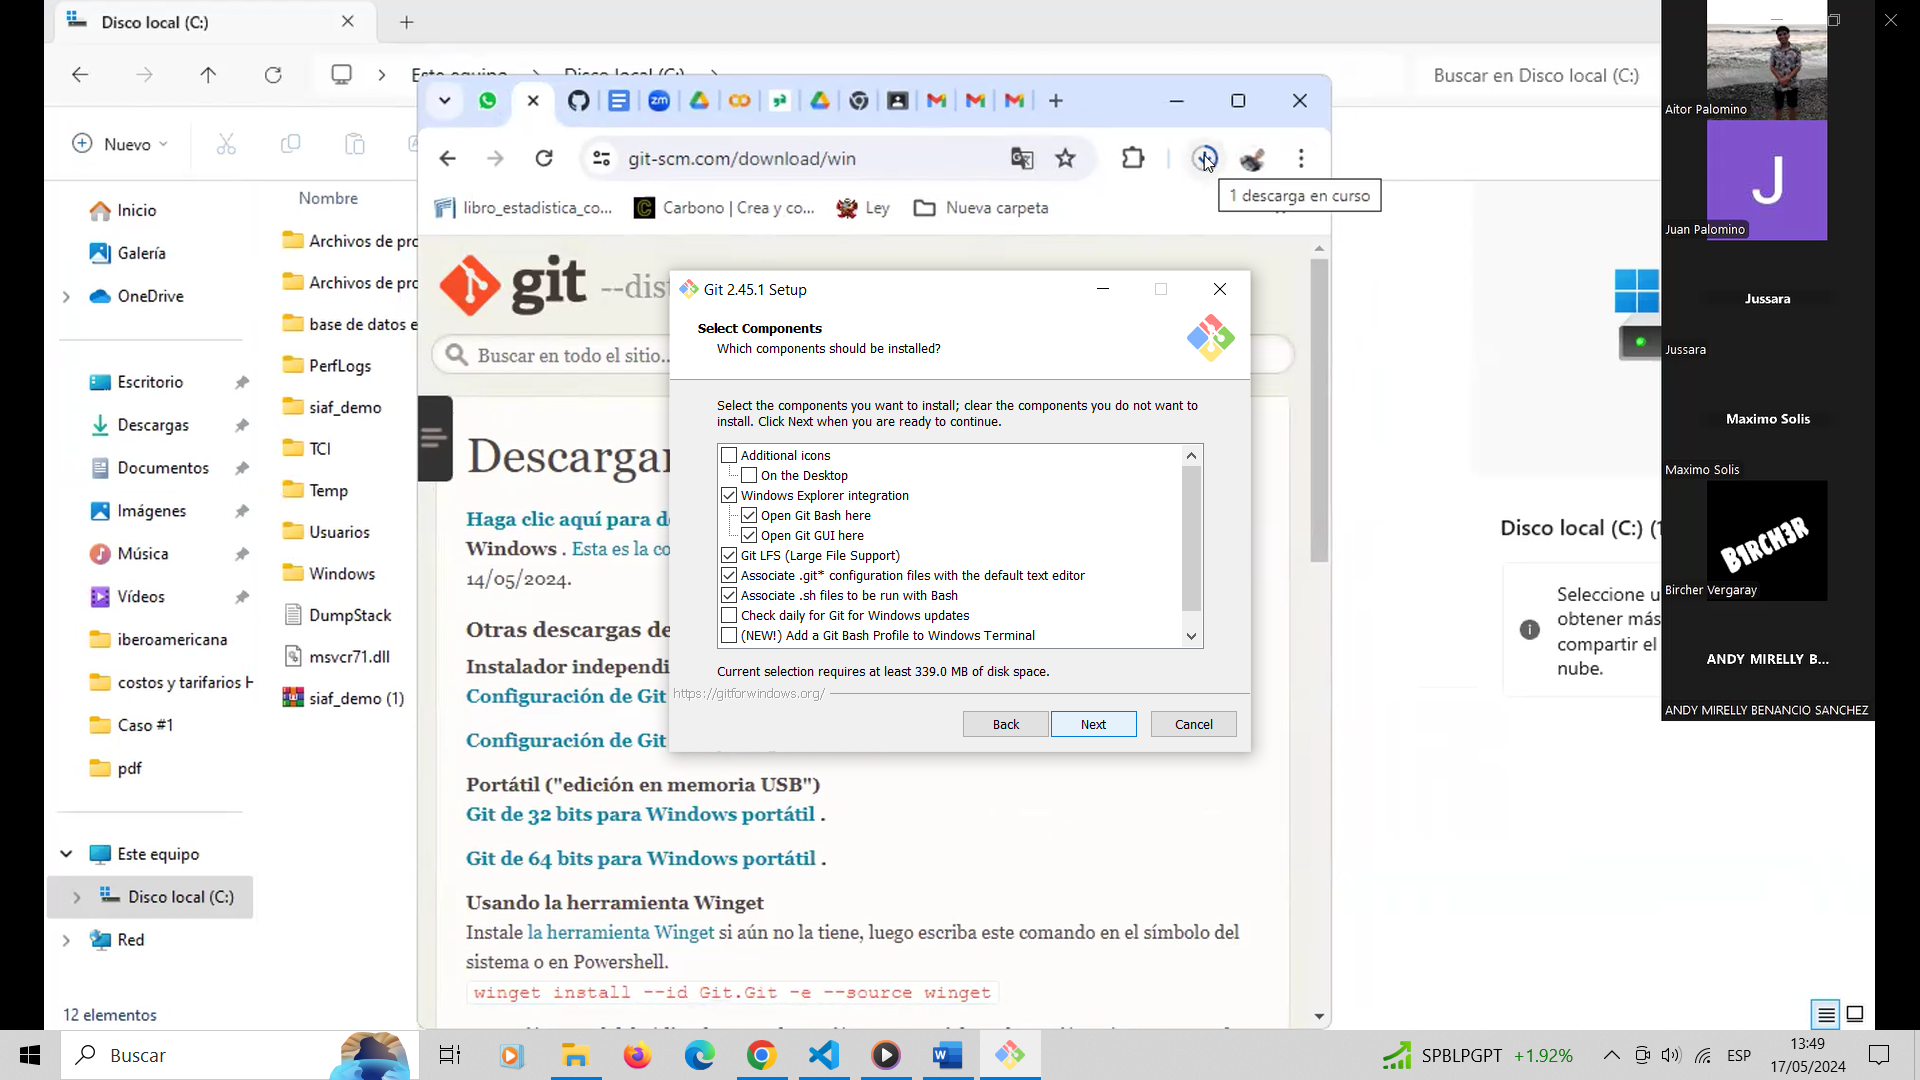 Disco local (C:)
Buscar en Disco local (C:)
Nuevo
git-scm.com/download/win
1 descarga en curso
libro_estadistica_co...
Carbono | Crea y co...
Ley
Nueva carpeta
Inicio
Galería
OneDrive
Escritorio
Descargas
Documentos
Imágenes
Música
Vídeos
iberoamericana
costos y tarifarios H
Caso #1
pdf
Este equipo
Disco local (C:)
Red
12 elementos
Nombre
Archivos de pro
Archivos de pro
base de datos e
PerfLogs
siaf_demo
TCI
Temp
Usuarios
Windows
DumpStack
msvcr71.dll
siaf_demo (1)
git --dist
Buscar en todo el sitio...
Descargar
Haga clic aquí para de
Windows . Esta es la co
14/05/2024.
Otras descargas de
Instalador independi
Configuración de Git
Configuración de Git
Portátil ("edición en memoria USB")
Git de 32 bits para Windows portátil .
Git de 64 bits para Windows portátil .
Usando la herramienta Winget
Instale la herramienta Winget si aún no la tiene, luego escriba este comando en el símbolo del
sistema o en Powershell.
winget install --id Git.Git -e --source winget
Git 2.45.1 Setup
Select Components
Which components should be installed?
Select the components you want to install; clear the components you do not want to
install. Click Next when you are ready to continue.
Additional icons
On the Desktop
Windows Explorer integration
Open Git Bash here
Open Git GUI here
Git LFS (Large File Support)
Associate .git* configuration files with the default text editor
Associate .sh files to be run with Bash
Check daily for Git for Windows updates
(NEW!) Add a Git Bash Profile to Windows Terminal
Current selection requires at least 339.0 MB of disk space.
https://gitforwindows.org/
Back
Next
Cancel
Disco local (C:) (1
Seleccione u
obtener más
compartir el
nube.
Aitor Palomino
J
Juan Palomino
Jussara
Jussara
Maximo Solis
Maximo Solis
B1RCH3R
Bircher Vergaray
ANDY MIRELLY B...
ANDY MIRELLY BENANCIO SANCHEZ
Buscar
SPBLPGPT +1.92%
ESP
13:49
17/05/2024